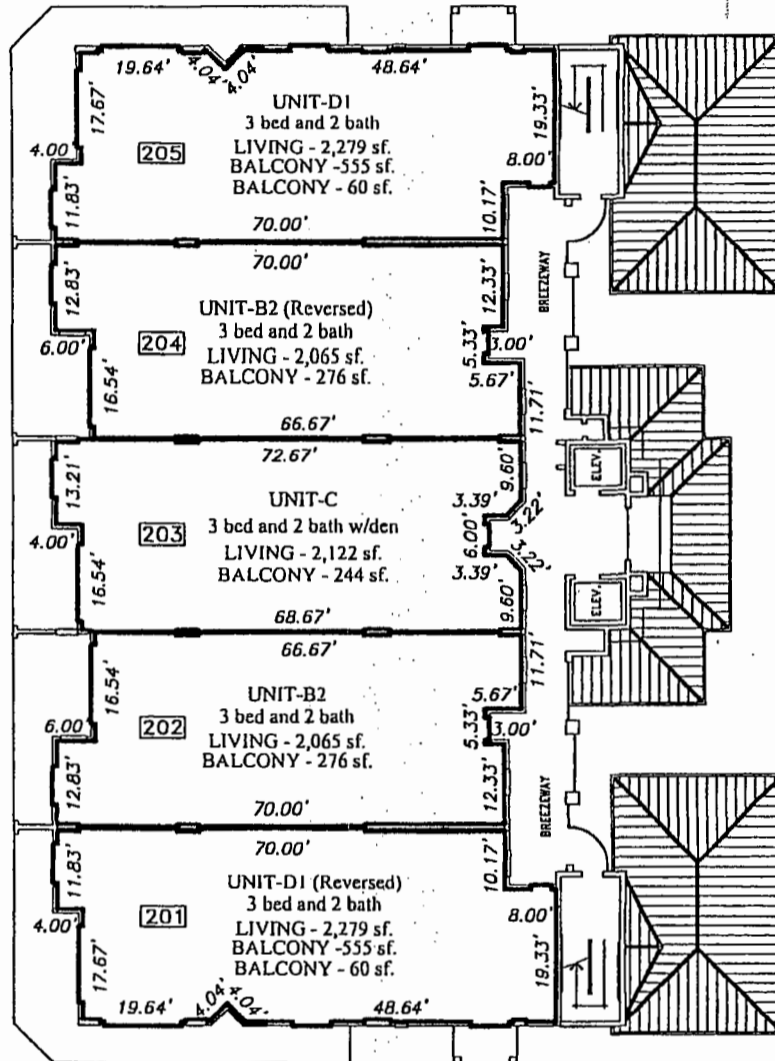 19.64'
4.04'
4.04'
48.64'
17.67'
UNIT-D1
3 bed and 2 bath
LIVING - 2,279 sf.
BALCONY -555 sf.
BALCONY - 60 sf.
19.33'
4.00'
205
8.00'
11.83'
70.00'
10.17'
70.00'
12.83'
UNIT-B2 (Reversed)
3 bed and 2 bath
LIVING - 2,065 sf.
BALCONY - 276 sf.
12.33'
BREEZEWAY
6.00'
204
5.33'
3.00'
16.54'
5.67'
11.71'
66.67'
72.67'
13.21'
UNIT-C
3 bed and 2 bath w/den
LIVING - 2,122 sf.
BALCONY - 244 sf.
9.60'
ELEV.
3.39'
3.22'
4.00'
203
6.00'
3.22'
16.54'
3.39'
9.60'
ELEV.
68.67'
66.67'
16.54'
UNIT-B2
3 bed and 2 bath
LIVING - 2,065 sf.
BALCONY - 276 sf.
11.71'
5.67'
6.00'
202
5.33'
3.00'
12.83'
12.33'
BREEZEWAY
70.00'
70.00'
11.83'
UNIT-D1 (Reversed)
3 bed and 2 bath
LIVING - 2,279 sf.
BALCONY -555 sf.
BALCONY - 60 sf.
10.17'
4.00'
201
8.00'
17.67'
19.33'
19.64'
4.04'
4.04'
48.64'